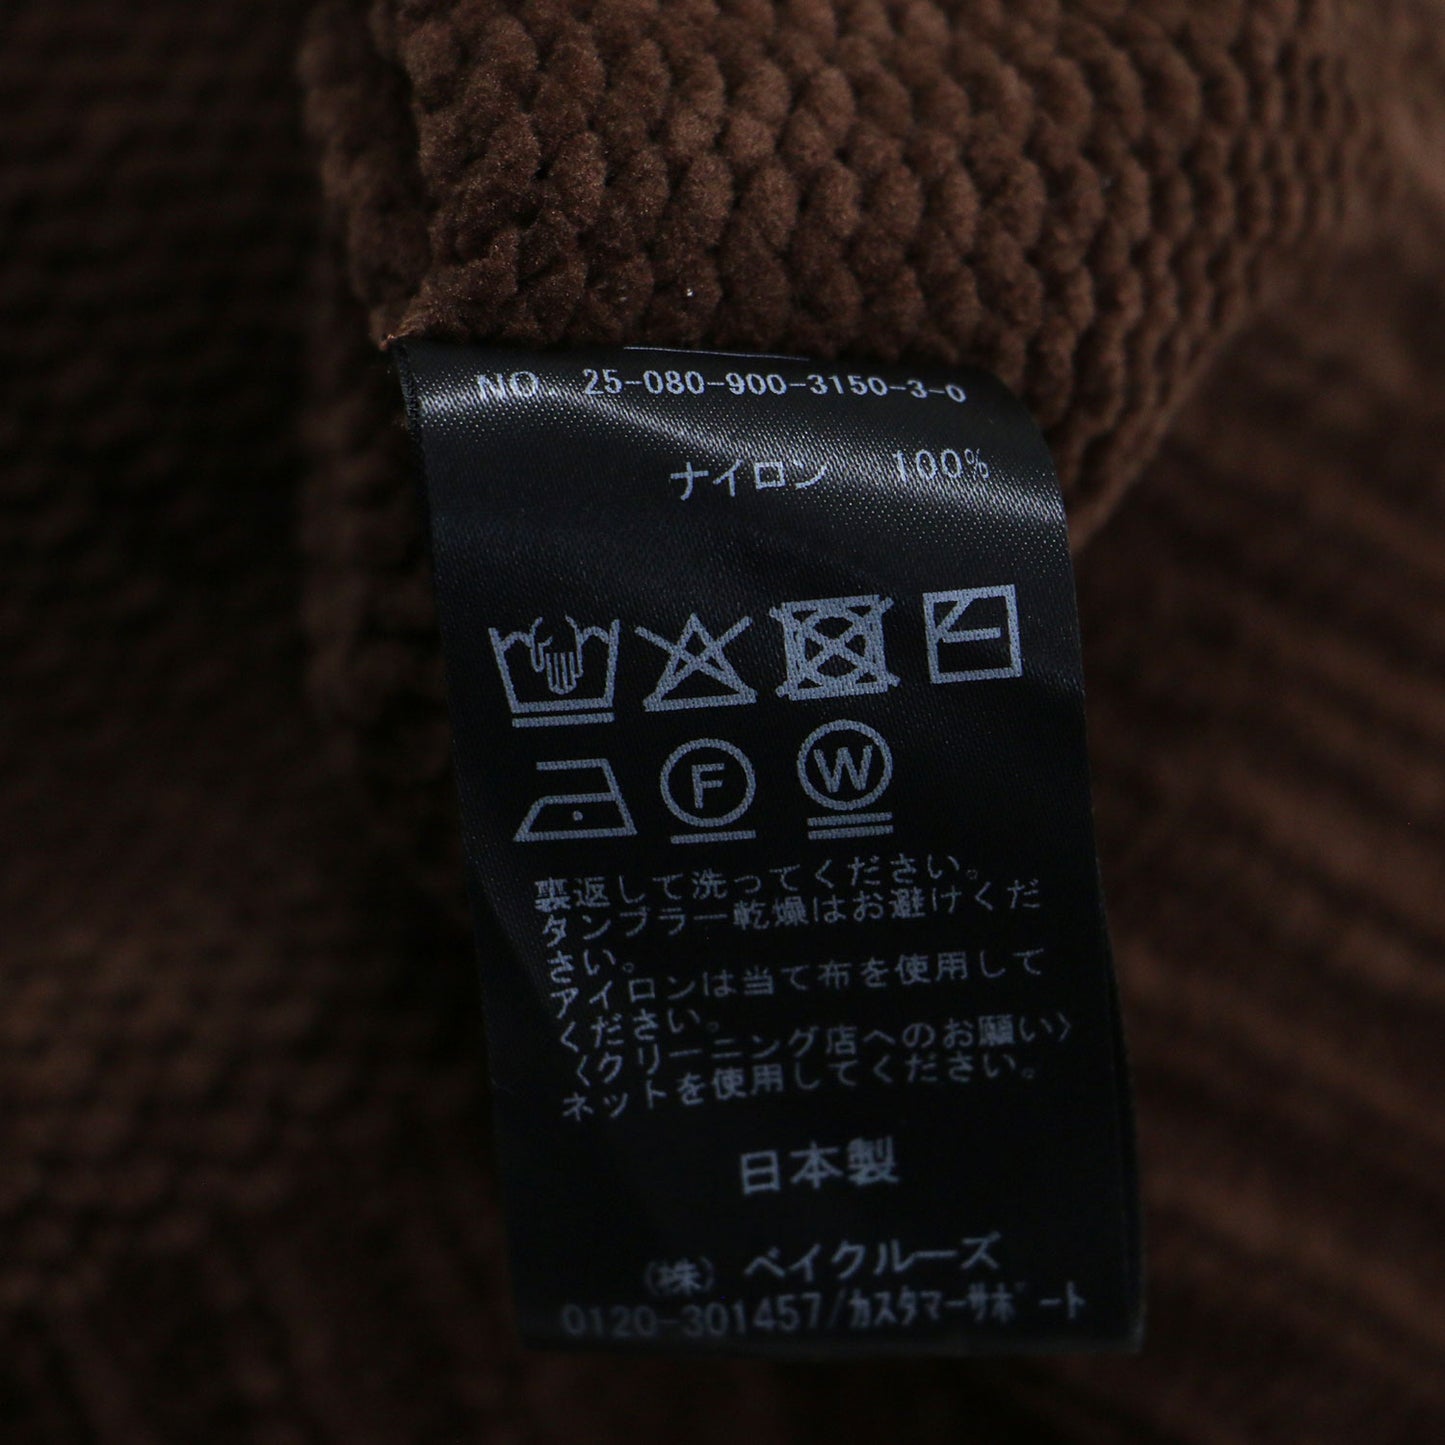 NO. 25-080-900-3150-3-0
ナイロン 100%
F W
裏返して洗ってください。
タンブラー乾燥はお避けくだ
さい。
アイロンは当て布を使用して
ください。
〈クリーニング店へのお願い〉
ネットを使用してください。
日本製
(株) ベイクルーズ
0120-301457/カスタマーサポート